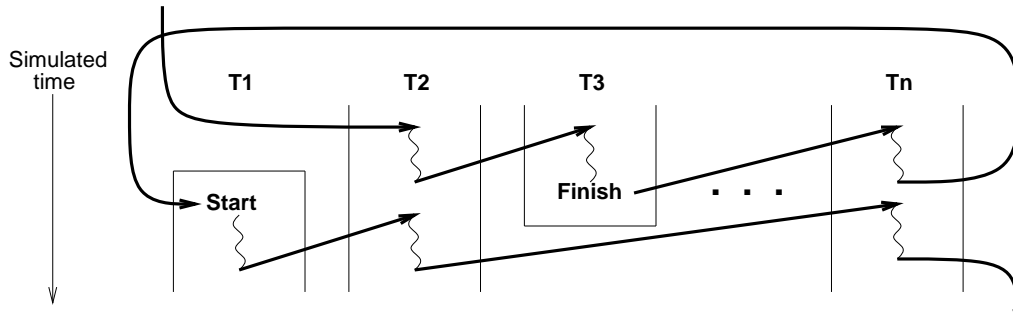 Simulated
time
T1 T2 T3 Tn
Finish . . .
Start